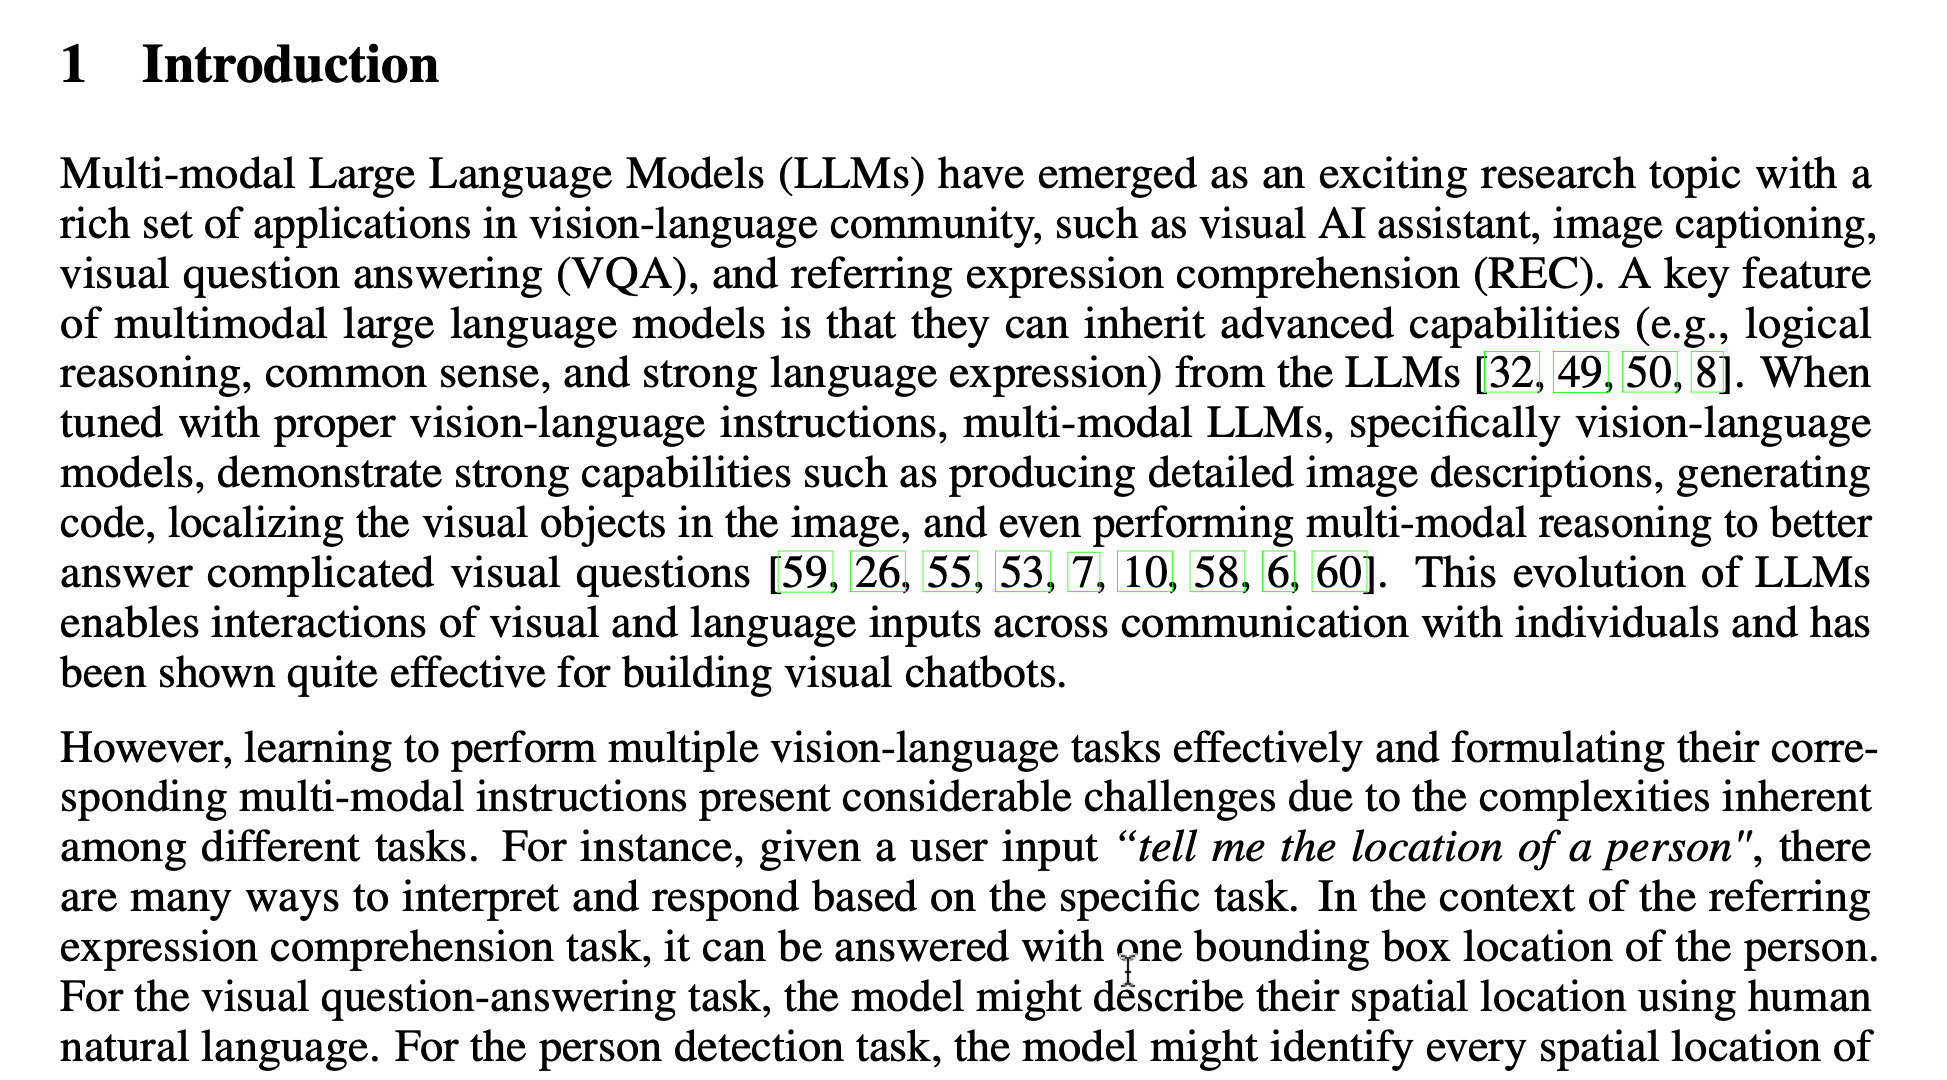 1 Introduction
Multi-modal Large Language Models (LLMs) have emerged as an exciting research topic with a
rich set of applications in vision-language community, such as visual AI assistant, image captioning,
visual question answering (VQA), and referring expression comprehension (REC). A key feature
of multimodal large language models is that they can inherit advanced capabilities (e.g., logical
reasoning, common sense, and strong language expression) from the LLMs [32, 49, 50, 8]. When
tuned with proper vision-language instructions, multi-modal LLMs, specifically vision-language
models, demonstrate strong capabilities such as producing detailed image descriptions, generating
code, localizing the visual objects in the image, and even performing multi-modal reasoning to better
answer complicated visual questions [59, 26, 55, 53, 7, 10, 58, 6, 60]. This evolution of LLMs
enables interactions of visual and language inputs across communication with individuals and has
been shown quite effective for building visual chatbots.
However, learning to perform multiple vision-language tasks effectively and formulating their corre-
sponding multi-modal instructions present considerable challenges due to the complexities inherent
among different tasks. For instance, given a user input “tell me the location of a person", there
are many ways to interpret and respond based on the specific task. In the context of the referring
expression comprehension task, it can be answered with one bounding box location of the person.
For the visual question-answering task, the model might describe their spatial location using human
natural language. For the person detection task, the model might identify every spatial location of